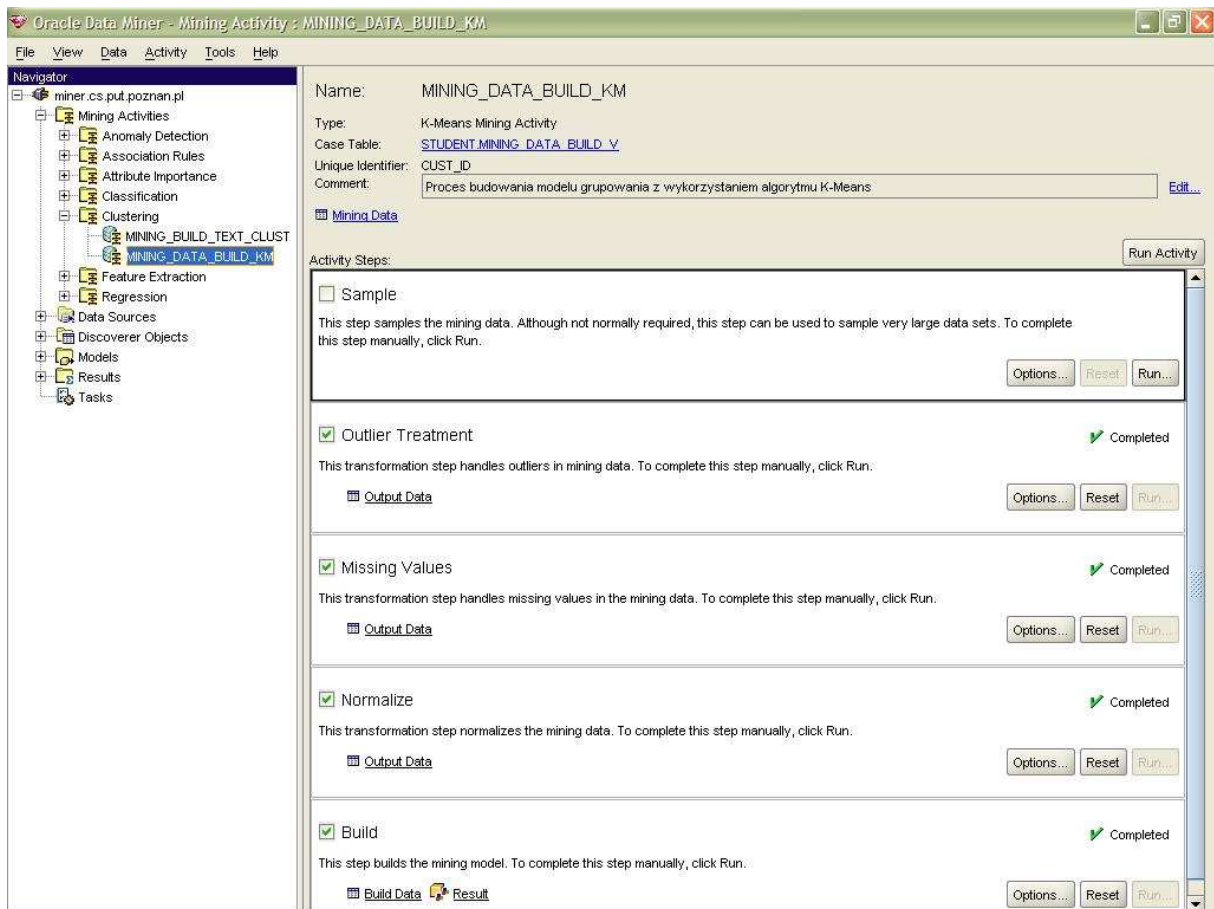 Oracle Data Miner - Mining Activity : MINING_DATA_BUILD_KM
File View Data Activity Tools Help
Navigator
miner.cs.put.poznan.pl
Mining Activities
Anomaly Detection
Association Rules
Attribute Importance
Classification
Clustering
MINING_BUILD_TEXT_CLUST
MINING_DATA_BUILD_KM
Feature Extraction
Regression
Data Sources
Discoverer Objects
Models
Results
Tasks
Name: MINING_DATA_BUILD_KM
Type: K-Means Mining Activity
Case Table: STUDENT.MINING_DATA_BUILD_V
Unique Identifier: CUST_ID
Comment: Proces budowania modelu grupowania z wykorzystaniem algorytmu K-Means Edit...
Mining Data
Activity Steps: Run Activity
Sample
This step samples the mining data. Although not normally required, this step can be used to sample very large data sets. To complete
this step manually, click Run.
Options... Reset Run...
Outlier Treatment Completed
This transformation step handles outliers in mining data. To complete this step manually, click Run.
Output Data
Options... Reset Run...
Missing Values Completed
This transformation step handles missing values in the mining data. To complete this step manually, click Run.
Output Data
Options... Reset Run...
Normalize Completed
This transformation step normalizes the mining data. To complete this step manually, click Run.
Output Data
Options... Reset Run...
Build Completed
This step builds the mining model. To complete this step manually, click Run.
Build Data Result
Options... Reset Run...